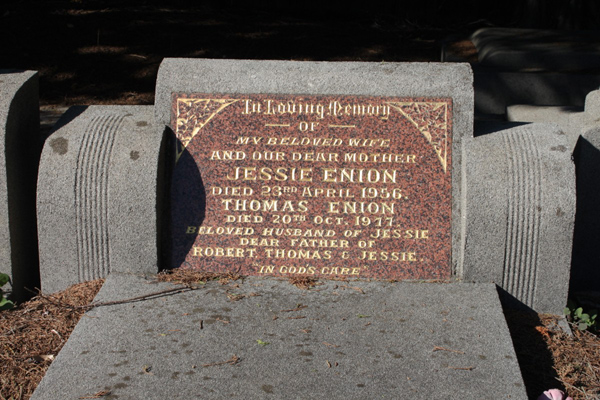 In Loving Memory
OF
MY BELOVED WIFE
AND OUR DEAR MOTHER
JESSIE ENION
DIED 23RD APRIL 1956.
THOMAS ENION
DIED 20TH OCT. 1977.
BELOVED HUSBAND OF JESSIE
DEAR FATHER OF
ROBERT, THOMAS & JESSIE.
"IN GOD'S CARE"